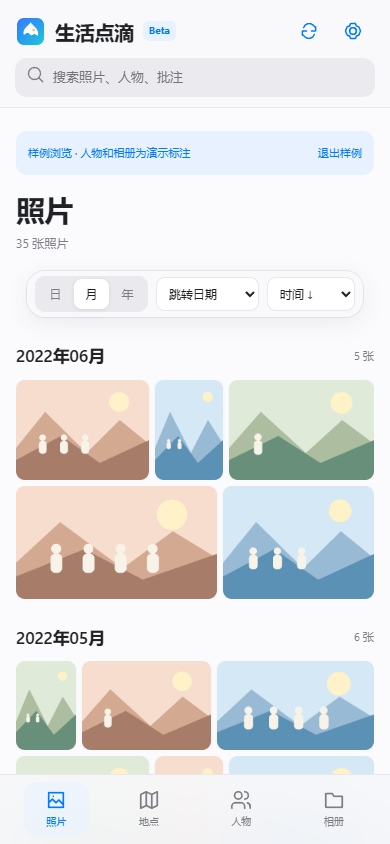 生活点滴 Beta
搜索照片、人物、批注
样例浏览 · 人物和相册为演示标注 退出样例
照片
35 张照片
日 月 年 跳转日期 时间 ↓
2022年06月 5 张
2022年05月 6 张
照片 地点 人物 相册